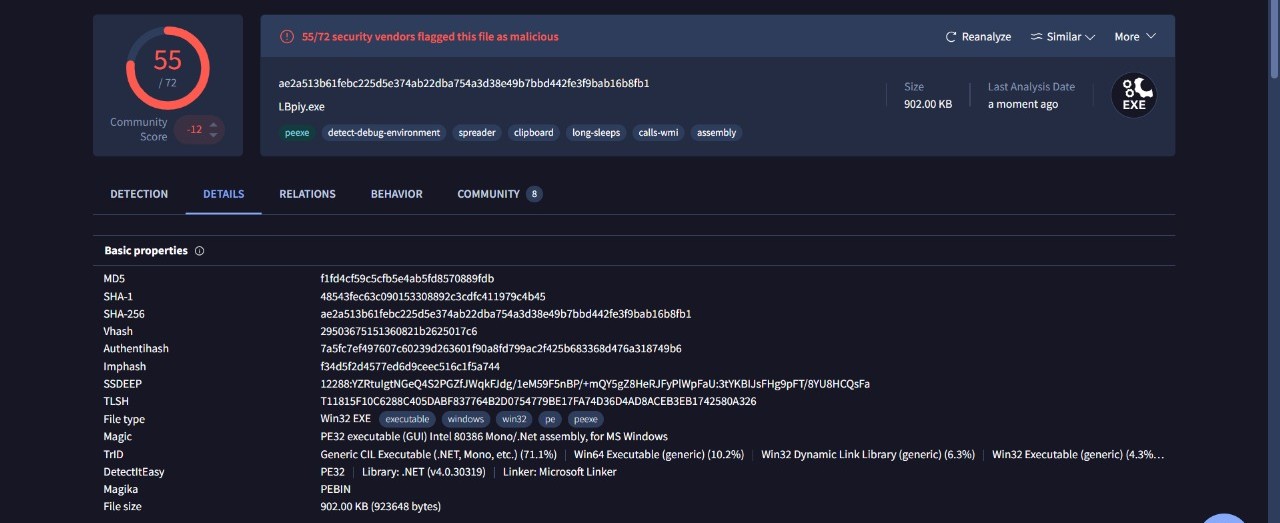 55
/ 72
Community
Score
-12
55/72 security vendors flagged this file as malicious
Reanalyze
Similar
More
ae2a513b61febc225d5e374ab22dba754a3d38e49b7bbd442fe3f9bab16b8fb1
LBpiy.exe
peexe detect-debug-environment spreader clipboard long-sleeps calls-wmi assembly
Size
902.00 KB
Last Analysis Date
a moment ago
EXE
DETECTION DETAILS RELATIONS BEHAVIOR COMMUNITY 8
Basic properties
MD5 f1fd4cf59c5cfb5e4ab5fd8570889fdb
SHA-1 48543fec63c090153308892c3cdfc411979c4b45
SHA-256 ae2a513b61febc225d5e374ab22dba754a3d38e49b7bbd442fe3f9bab16b8fb1
Vhash 29503675151360821b2625017c6
Authentihash 7a5fc7ef497607c60239d263601f90a8fd799ac2f425b683368d476a318749b6
Imphash f34d5f2d4577ed6d9ceec516c1f5a744
SSDEEP 12288:YZRtuIgtNGeQ4S2PGZfJWqkFJdg/1eM59F5nBP/+mQY5gZ8HeRJFyPlWpFaU:3tYKBIJsFHg9pFT/8YU8HCQsFa
TLSH T11815F10C6288C405DABF837764B2D0754779BE17FA74D36D4AD8ACEB3EB1742580A326
File type Win32 EXE executable windows win32 pe peexe
Magic PE32 executable (GUI) Intel 80386 Mono/.Net assembly, for MS Windows
TrID Generic CIL Executable (.NET, Mono, etc.) (71.1%) | Win64 Executable (generic) (10.2%) | Win32 Dynamic Link Library (generic) (6.3%) | Win32 Executable (generic) (4.3%...
DetectItEasy PE32 | Library: .NET (v4.0.30319) | Linker: Microsoft Linker
Magika PEBIN
File size 902.00 KB (923648 bytes)